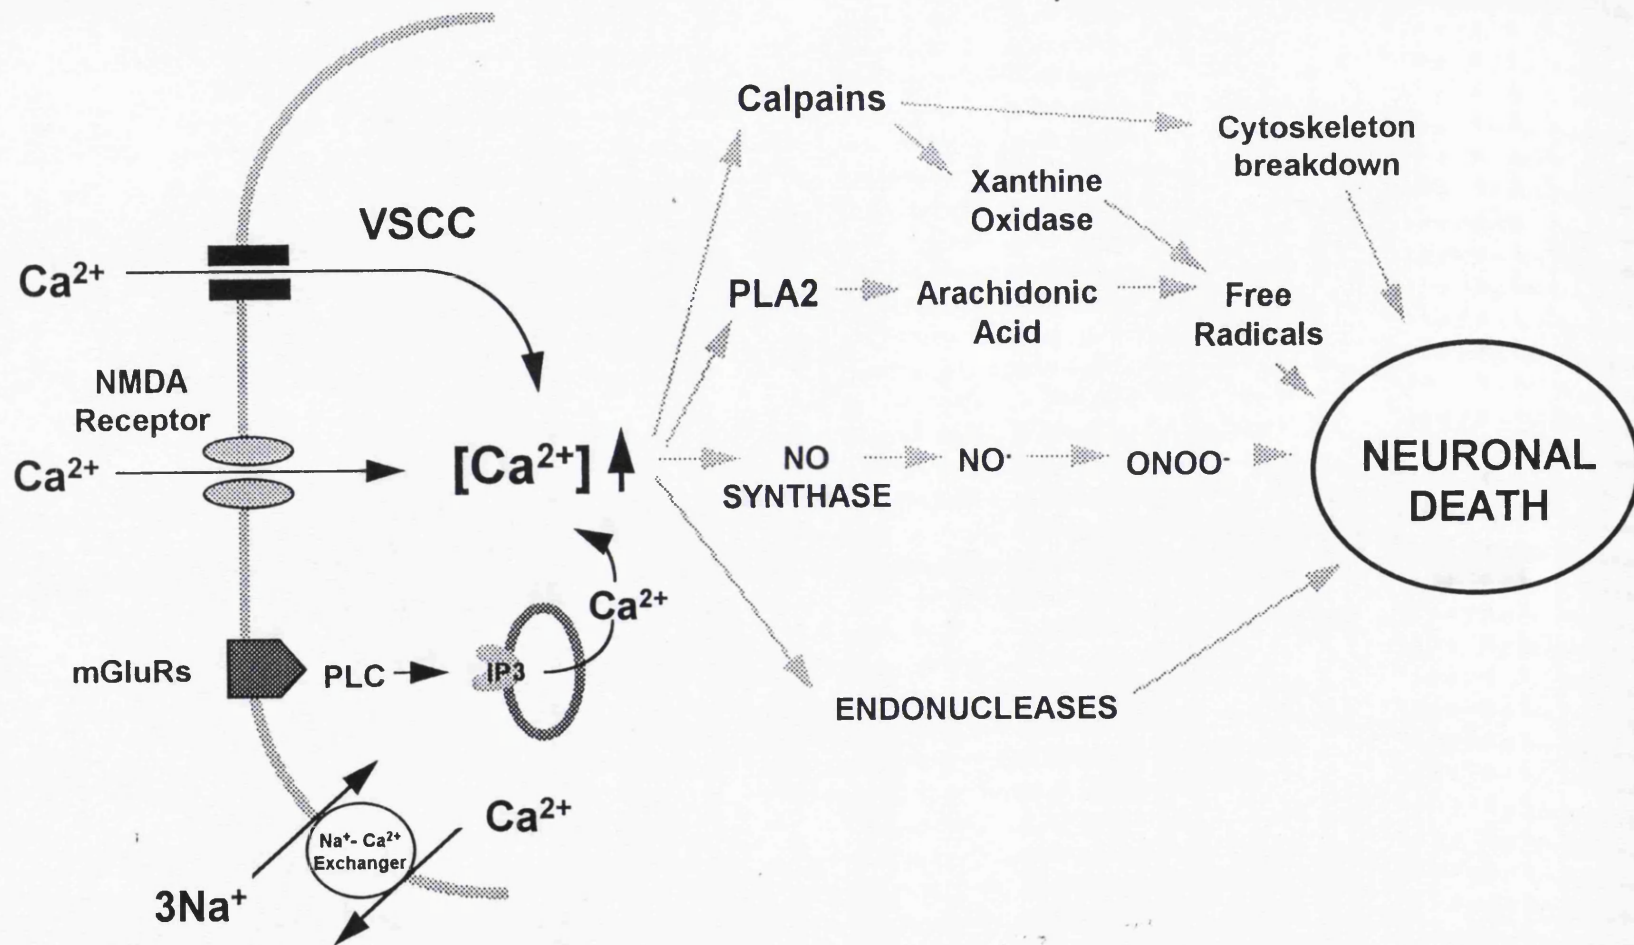 Calpains
Cytoskeleton
breakdown
Xanthine
Oxidase
VSCC
Ca²⁺
PLA2
Arachidonic
Acid
Free
Radicals
NMDA
Receptor
Ca²⁺
[Ca²⁺]
NO
SYNTHASE
NO·
ONOO⁻
NEURONAL
DEATH
Ca²⁺
mGluRs
PLC
IP3
ENDONUCLEASES
Ca²⁺
Na⁺- Ca²⁺
Exchanger
3Na⁺